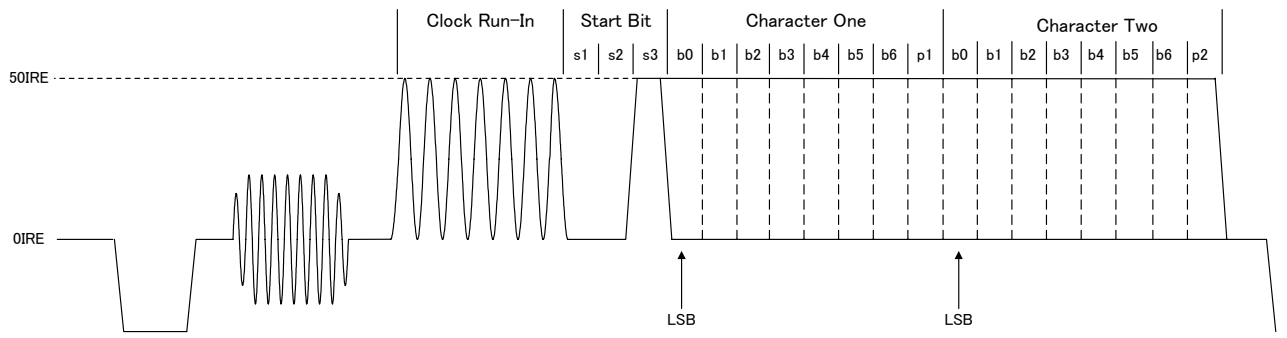 Clock Run-In Start Bit Character One Character Two
s1 s2 s3 b0 b1 b2 b3 b4 b5 b6 p1 b0 b1 b2 b3 b4 b5 b6 p2
50IRE
0IRE
LSB LSB